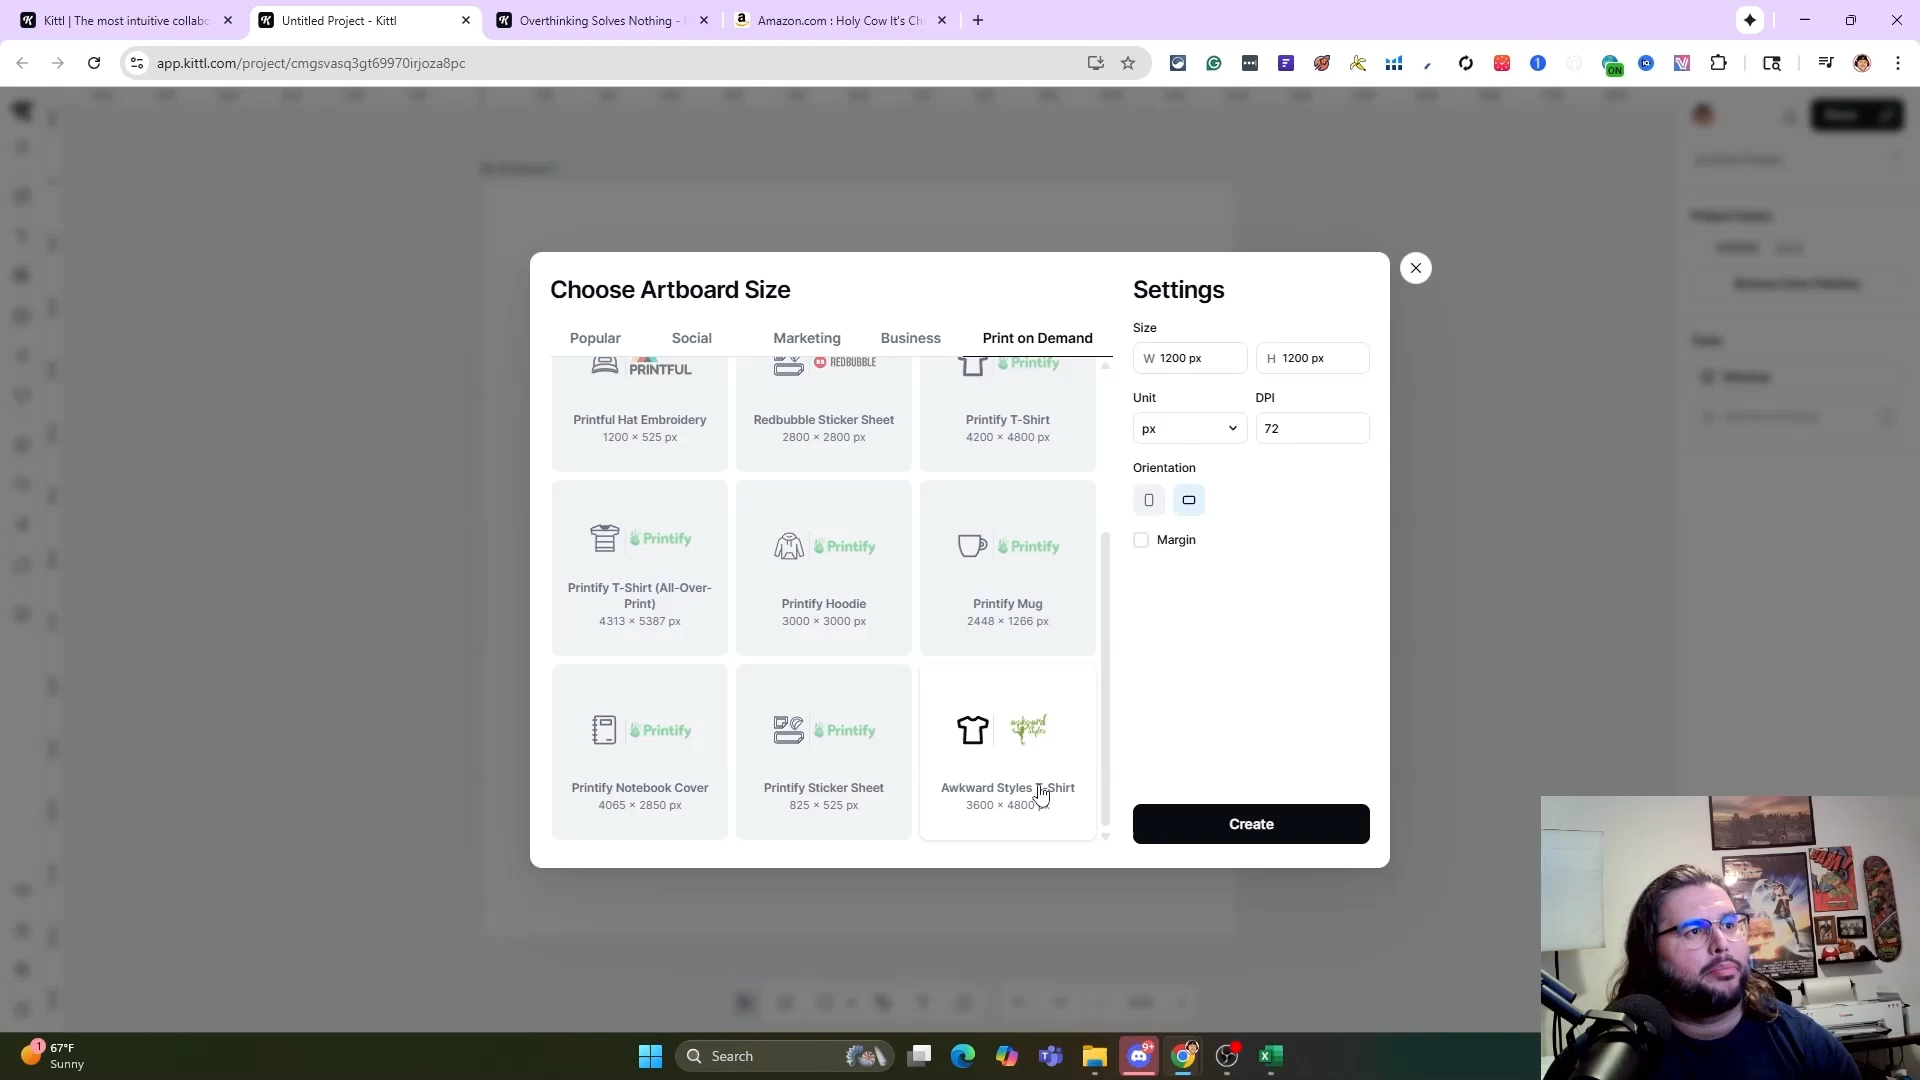 Kittl | The most intuitive collabo
Untitled Project - Kittl
Overthinking Solves Nothing -
Amazon.com : Holy Cow It's Ch
app.kittl.com/project/cmgsvasq3gt69970irjoza8pc
ON
Choose Artboard Size
Popular
Social
Marketing
Business
Print on Demand
PRINTFUL
Printful Hat Embroidery
1200 × 525 px
REDBUBBLE
Redbubble Sticker Sheet
2800 × 2800 px
Printify
Printify T-Shirt
4200 × 4800 px
Printify
Printify T-Shirt (All-Over-
Print)
4313 × 5387 px
Printify
Printify Hoodie
3000 × 3000 px
Printify
Printify Mug
2448 × 1266 px
Printify
Printify Notebook Cover
4065 × 2850 px
Printify
Printify Sticker Sheet
825 × 525 px
awkward
styles
Awkward Styles T-Shirt
3600 × 4800 px
Settings
Size
W 1200 px
H 1200 px
Unit
DPI
px
72
Orientation
Margin
Create
1
67°F
Sunny
Search
9+